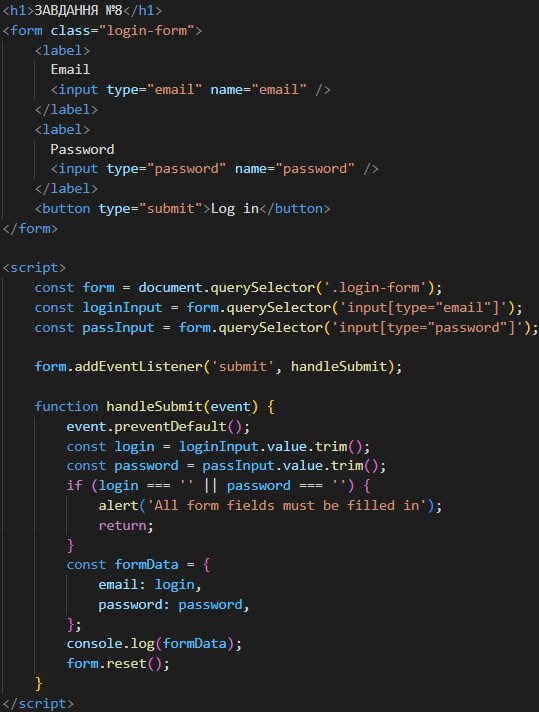 <h1>ЗАВДАННЯ №8</h1>
<form class="login-form">
    <label>
      Email
      <input type="email" name="email" />
    </label>
    <label>
      Password
      <input type="password" name="password" />
    </label>
    <button type="submit">Log in</button>
</form>

<script>
    const form = document.querySelector('.login-form');
    const loginInput = form.querySelector('input[type="email"]');
    const passInput = form.querySelector('input[type="password"]');

    form.addEventListener('submit', handleSubmit);

    function handleSubmit(event) {
        event.preventDefault();
        const login = loginInput.value.trim();
        const password = passInput.value.trim();
        if (login === '' || password === '') {
            alert('All form fields must be filled in');
            return;
        }
        const formData = {
            email: login,
            password: password,
        };
        console.log(formData);
        form.reset();
    }
</script>